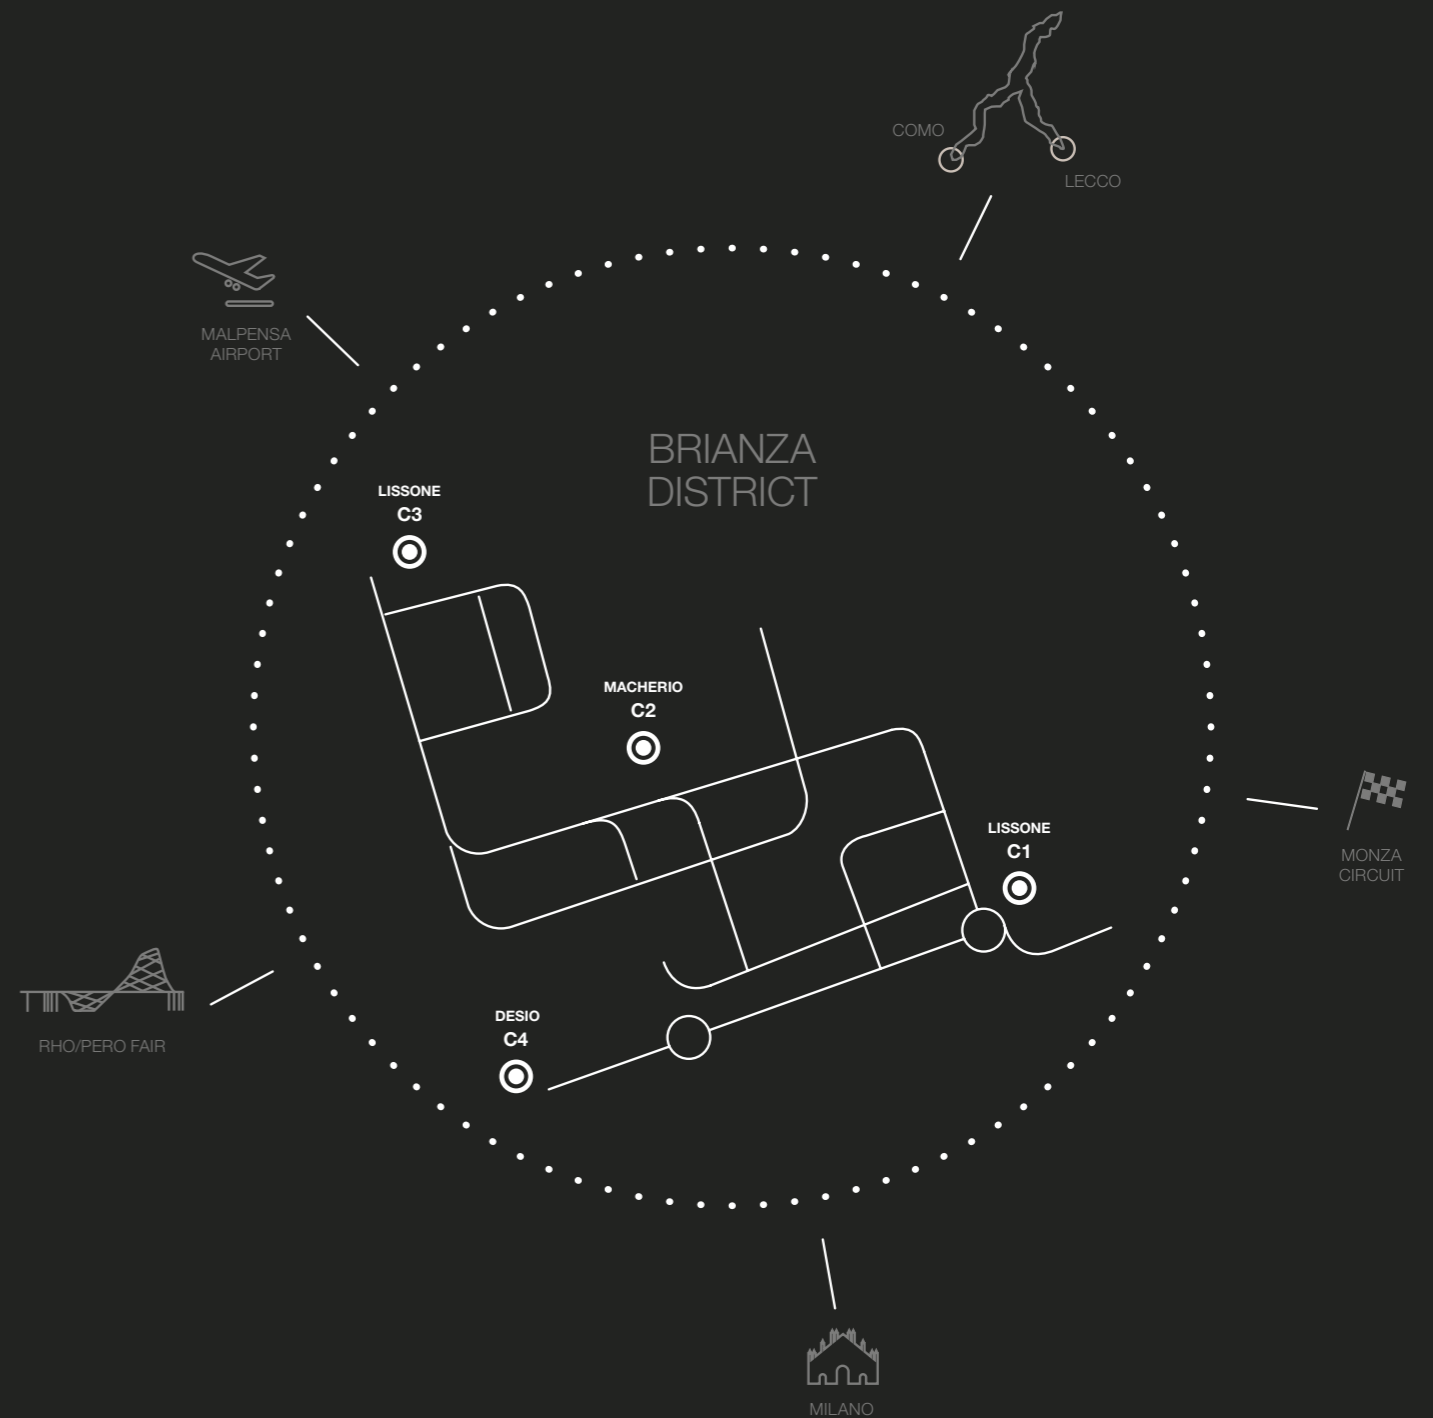 COMO
LECCO
MALPENSA
AIRPORT
BRIANZA
DISTRICT
LISSONE
C3
MACHERIO
C2
LISSONE
C1
MONZA
CIRCUIT
DESIO
C4
RHO/PERO FAIR
MILANO